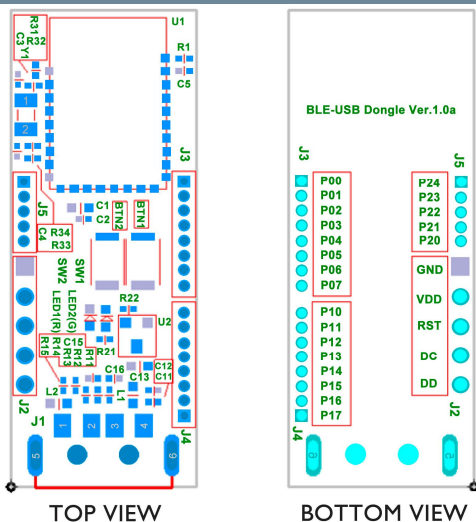 R31
C3 R32
Y1
U1
R1
C5
1
2
J3
J5
C4
R34
R33
C1
C2
BTN2
BTN1
SW2
SW1
LED1(R)
LED2(G)
R22
U2
R21
R15
R14
C15
R13
R12
R11
C16
C13
C12
C11
L2
L1
J2
J1
J4
1
2
3
4
5
6
TOP VIEW
BLE-USB Dongle Ver.1.0a
J3
J5
P00
P01
P02
P03
P04
P05
P06
P07
P24
P23
P22
P21
P20
GND
VDD
RST
DC
DD
P10
P11
P12
P13
P14
P15
P16
P17
J2
J4
BOTTOM VIEW